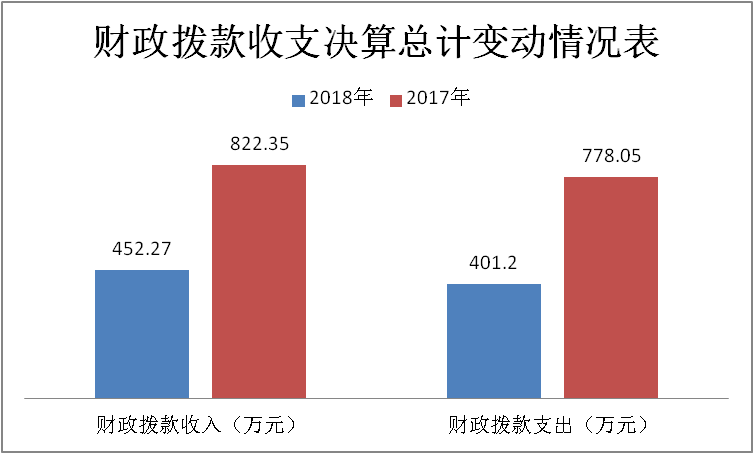 财政拨款收支决算总计变动情况表
2018年 2017年
822.35
778.05
452.27
401.2
财政拨款收入（万元） 财政拨款支出（万元）